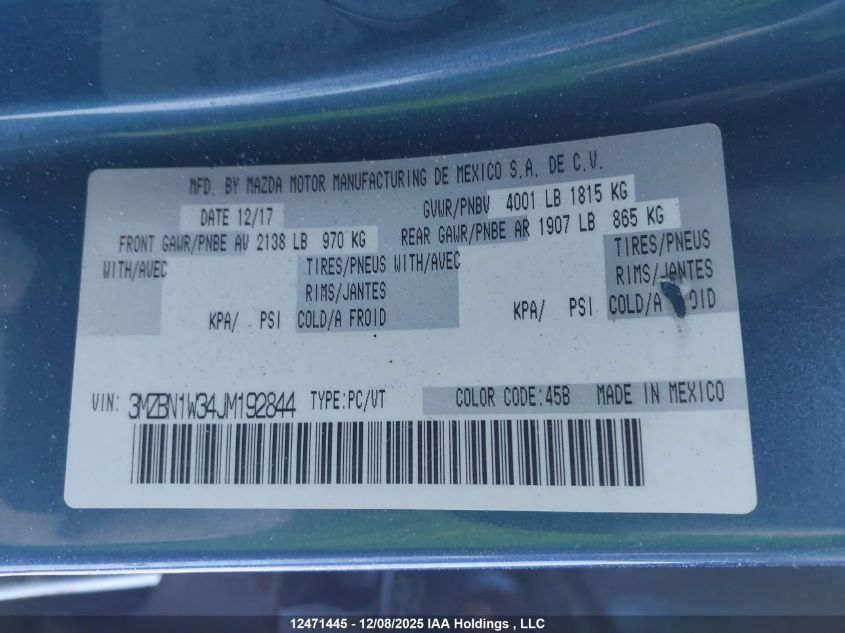 MFD. BY MAZDA MOTOR MANUFACTURING DE MEXICO S.A. DE C.V.
DATE 12/17 GVWR/PNBV 4001 LB 1815 KG
FRONT GAWR/PNBE AV 2138 LB 970 KG REAR GAWR/PNBE AR 1907 LB 865 KG
WITH/AVEC TIRES/PNEUS WITH/AVEC TIRES/PNEUS
RIMS/JANTES RIMS/JANTES
KPA/ PSI COLD/A FROID KPA/ PSI COLD/A
VIN: 3MZBN1W34JM192844 TYPE:PC/VT COLOR CODE:45B MADE IN MEXICO
12471445 - 12/08/2025 IAA Holdings , LLC